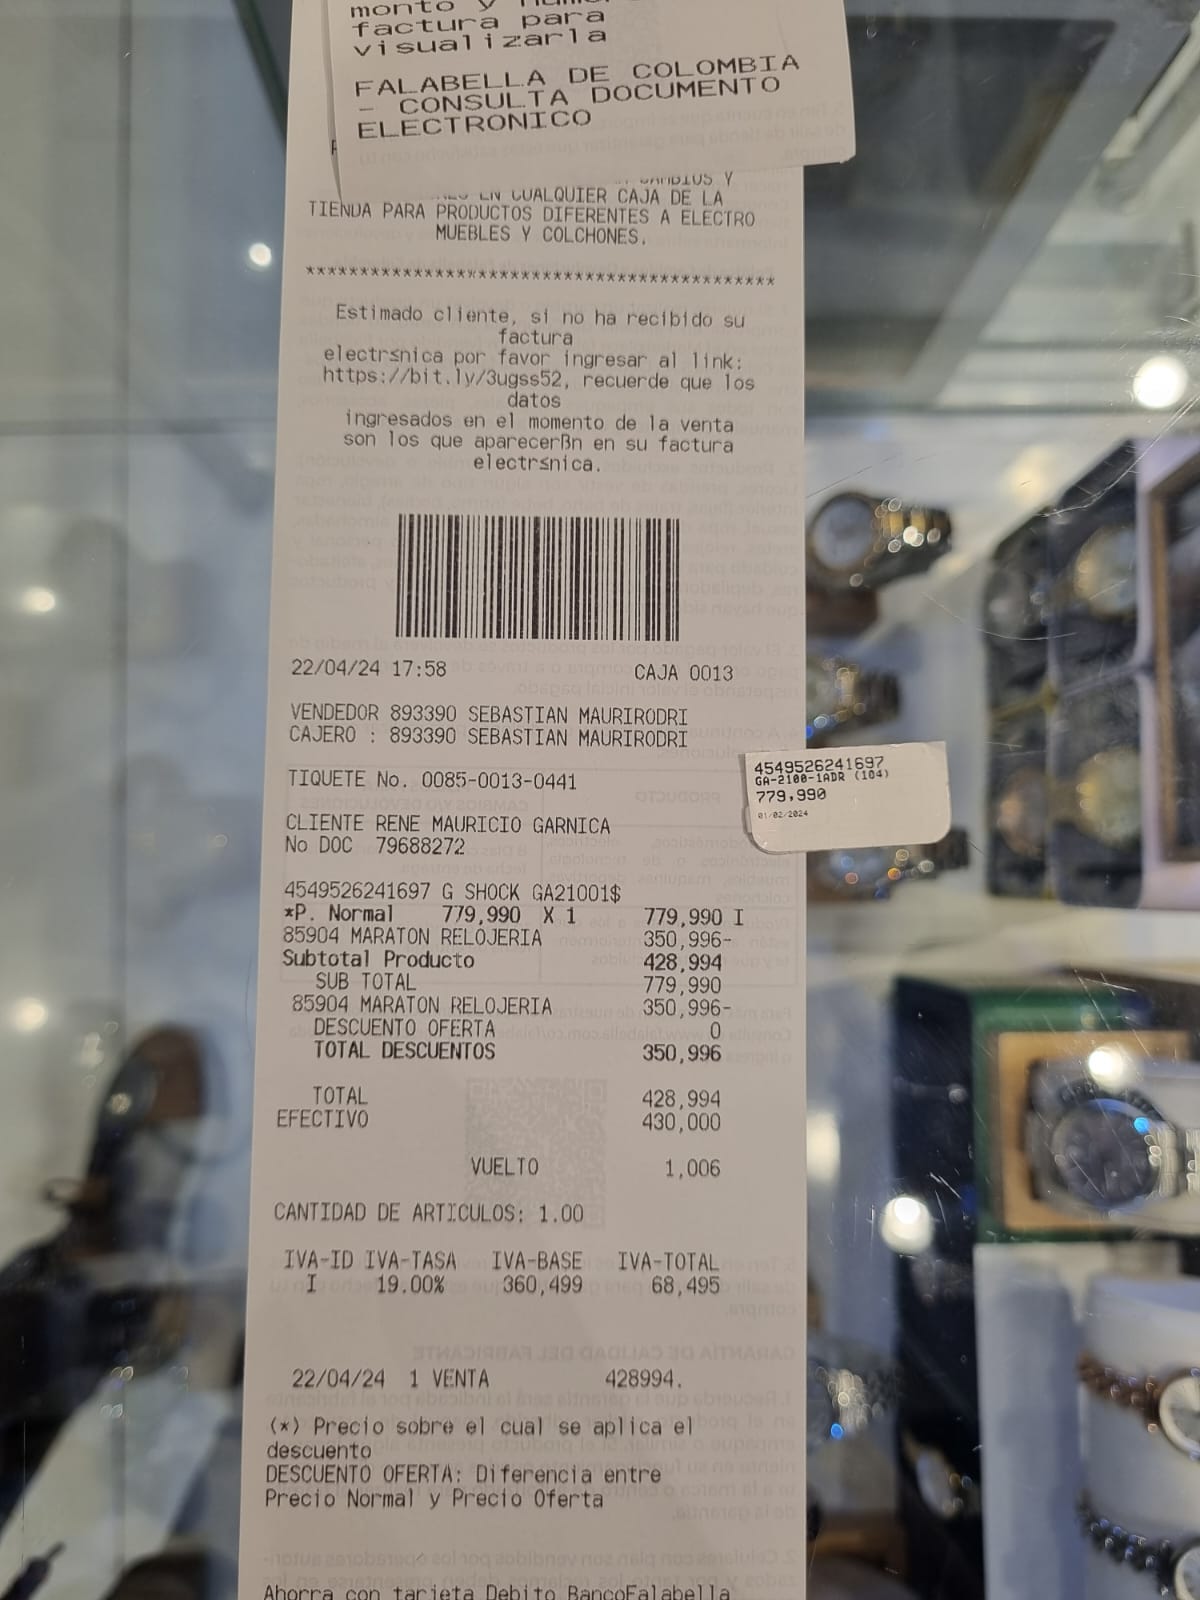 monto y
factura para
visualizarla
FALABELLA DE COLOMBIA
- CONSULTA DOCUMENTO
ELECTRONICO
CAMBIOS Y
EN CUALQUIER CAJA DE LA
TIENDA PARA PRODUCTOS DIFERENTES A ELECTRO
MUEBLES Y COLCHONES.
*******************************************
Estimado cliente, si no ha recibido su
factura
electr≤nica por favor ingresar al link:
https://bit.ly/3ugss52, recuerde que los
datos
ingresados en el momento de la venta
son los que aparecerßn en su factura
electr≤nica.
22/04/24 17:58 CAJA 0013
VENDEDOR 893390 SEBASTIAN MAURIRODRI
CAJERO : 893390 SEBASTIAN MAURIRODRI
TIQUETE No. 0085-0013-0441
CLIENTE RENE MAURICIO GARNICA
No DOC 79688272
4549526241697 G SHOCK GA21001$
*P. Normal 779,990 X 1 779,990 I
85904 MARATON RELOJERIA 350,996-
Subtotal Producto 428,994
SUB TOTAL 779,990
85904 MARATON RELOJERIA 350,996-
DESCUENTO OFERTA 0
TOTAL DESCUENTOS 350,996
TOTAL 428,994
EFECTIVO 430,000
VUELTO 1,006
CANTIDAD DE ARTICULOS: 1.00
IVA-ID IVA-TASA IVA-BASE IVA-TOTAL
I 19.00% 360,499 68,495
22/04/24 1 VENTA 428994.
(*) Precio sobre el cual se aplica el
descuento
DESCUENTO OFERTA: Diferencia entre
Precio Normal y Precio Oferta
Ahorra con tarjeta Debito BancoFalabella
4549526241697
GA-2100-1ADR (104)
779,990
01/02/2024